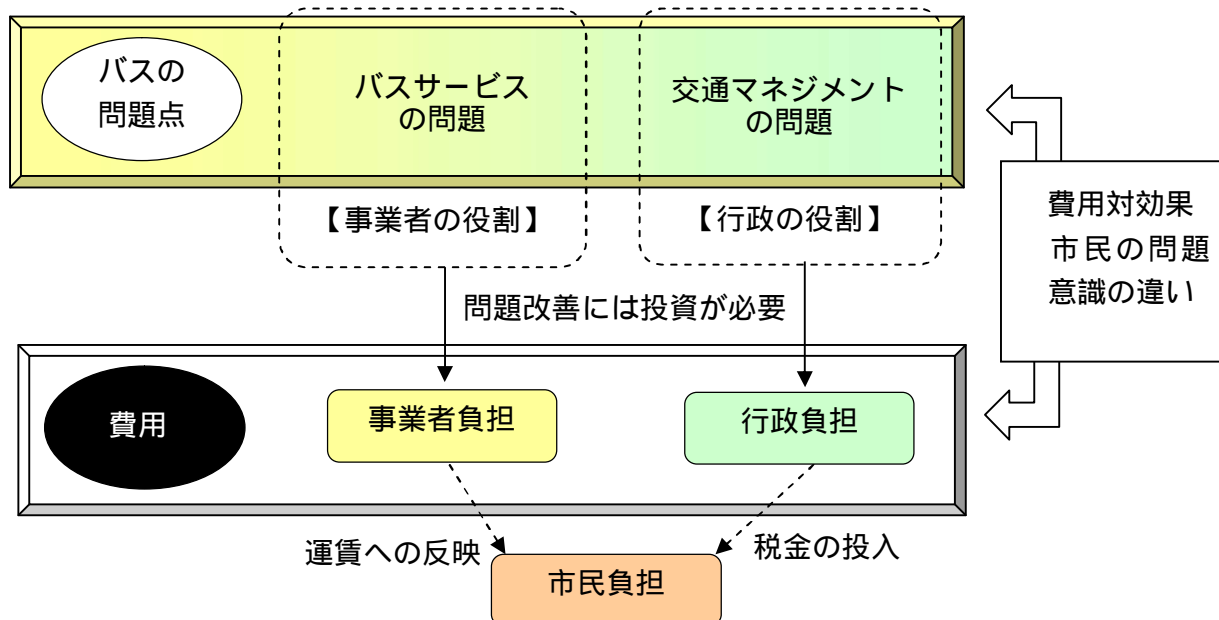 バスの
問題点
バスサービス
の問題
交通マネジメント
の問題
【事業者の役割】
【行政の役割】
費用対効果
市民の問題
意識の違い
問題改善には投資が必要
費用
事業者負担
行政負担
運賃への反映
税金の投入
市民負担